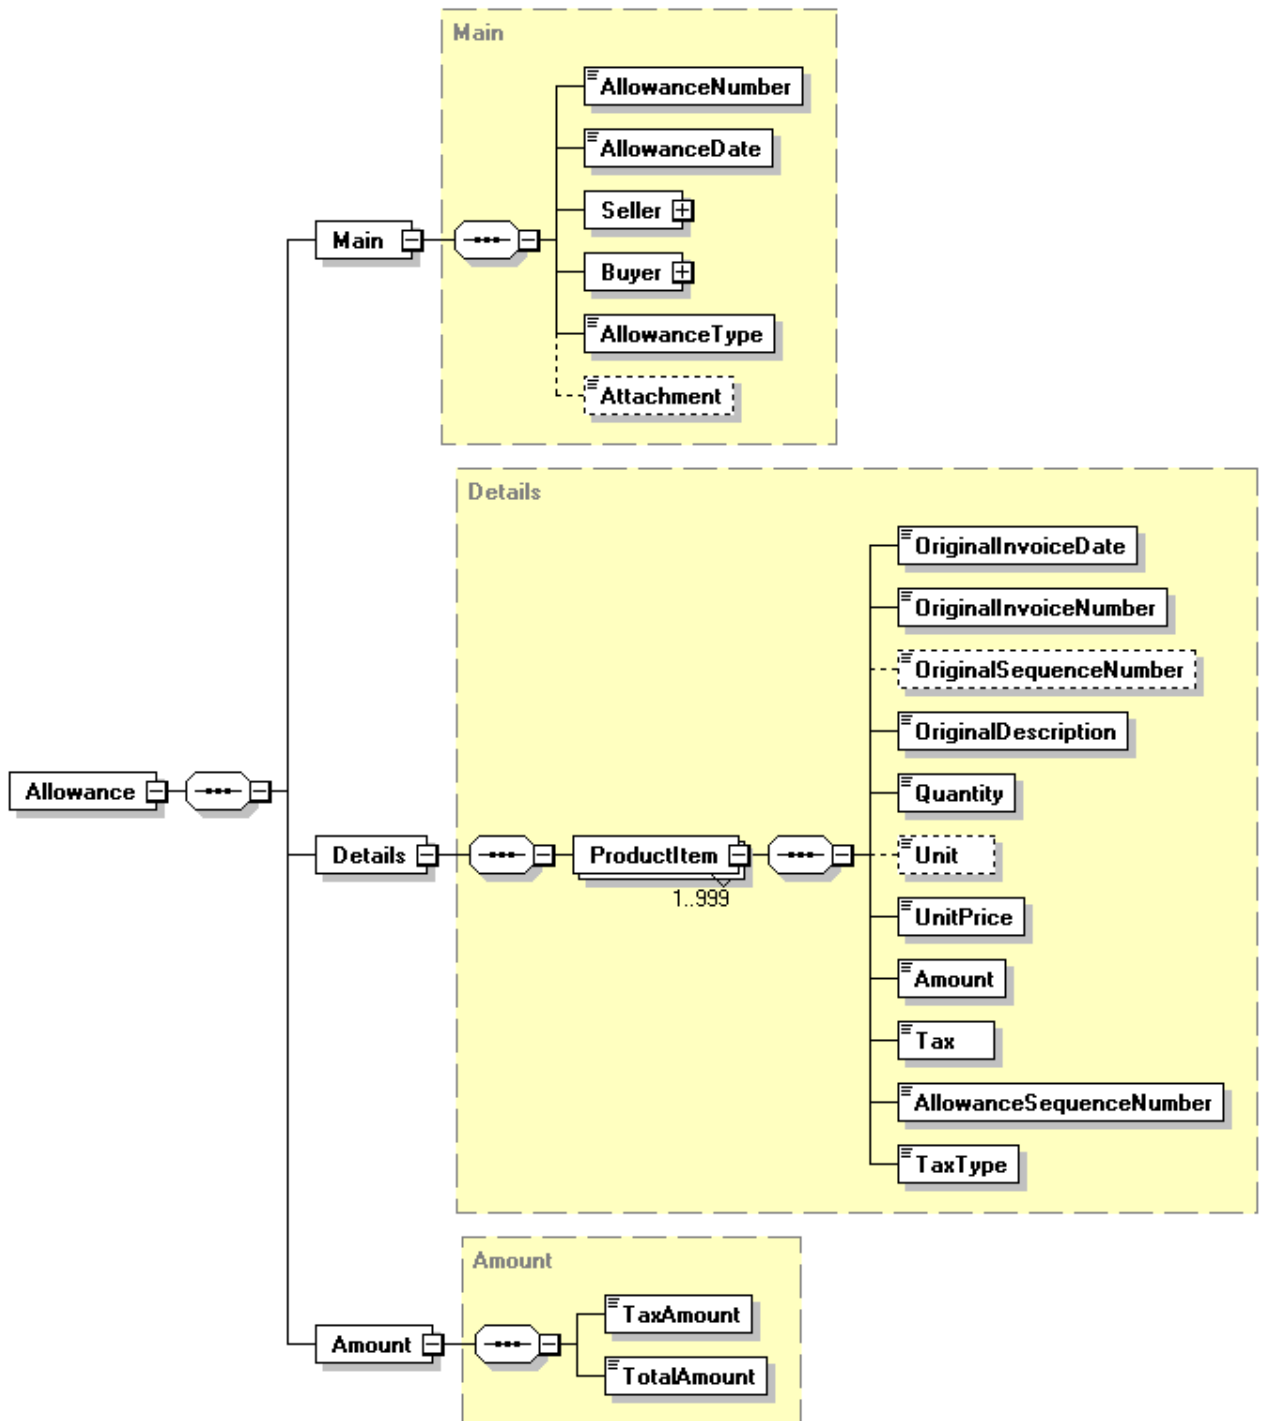 Main
AllowanceNumber
AllowanceDate
Seller
Main
Buyer
AllowanceType
Attachment
Details
OriginalInvoiceDate
OriginalInvoiceNumber
OriginalSequenceNumber
OriginalDescription
Allowance
Quantity
Details
ProductItem
Unit
1..999
UnitPrice
Amount
Tax
AllowanceSequenceNumber
TaxType
Amount
TaxAmount
Amount
TotalAmount